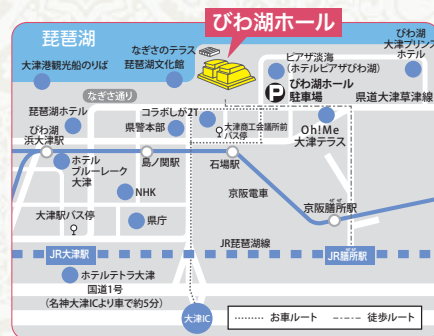 びわ湖ホール
琵琶湖
なぎさのテラス
琵琶湖文化館
大津港観光船のりば
ピアザ淡海
(ホテルピアザびわ湖)
びわ湖
大津プリンス
ホテル
なぎさ通り
P
びわ湖ホール
駐車場
県道大津草津線
琵琶湖ホテル
コラボしが21
県警本部
大津商工会議所前
バス停
Oh!Me
大津テラス
びわ湖
浜大津駅
ホテル
ブルーレーク
大津
島ノ関駅
石場駅
NHK
京阪電車
京阪膳所駅
ぜぜ
大津駅バス停
県庁
JR琵琶湖線
JR大津駅
JR膳所駅
ぜぜ
ホテルテトラ大津
国道1号
(名神大津ICより車で約5分)
大津IC
お車ルート
徒歩ルート